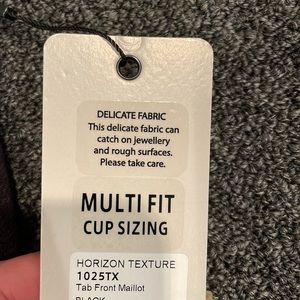 DELICATE FABRIC
This delicate fabric can
catch on jewellery
and rough surfaces.
Please take care.
MULTI FIT
CUP SIZING
HORIZON TEXTURE
1025TX
Tab Front Maillot
BLACK